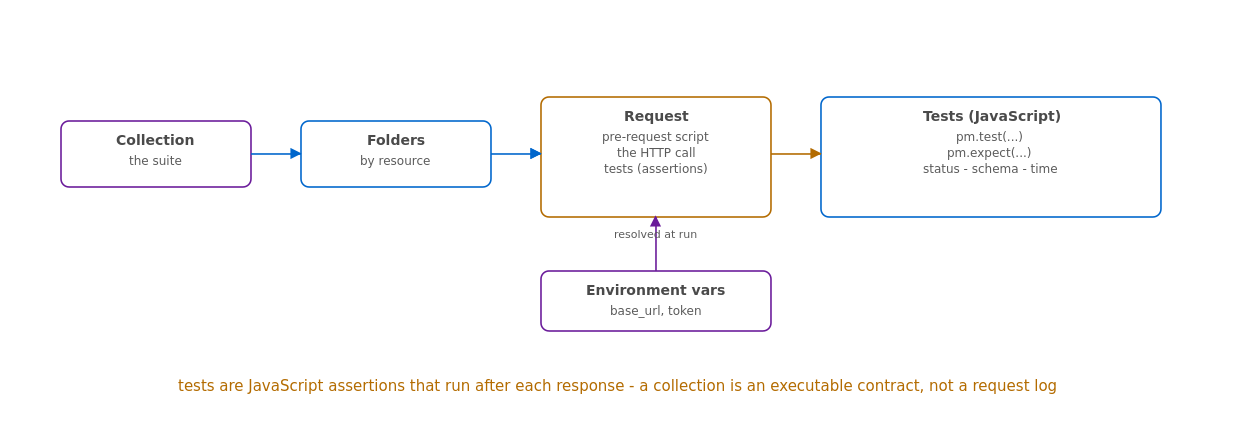 Collection
the suite
Folders
by resource
Request
pre-request script
the HTTP call
tests (assertions)
Tests (JavaScript)
pm.test(...)
pm.expect(...)
status - schema - time
resolved at run
Environment vars
base_url, token
tests are JavaScript assertions that run after each response - a collection is an executable contract, not a request log